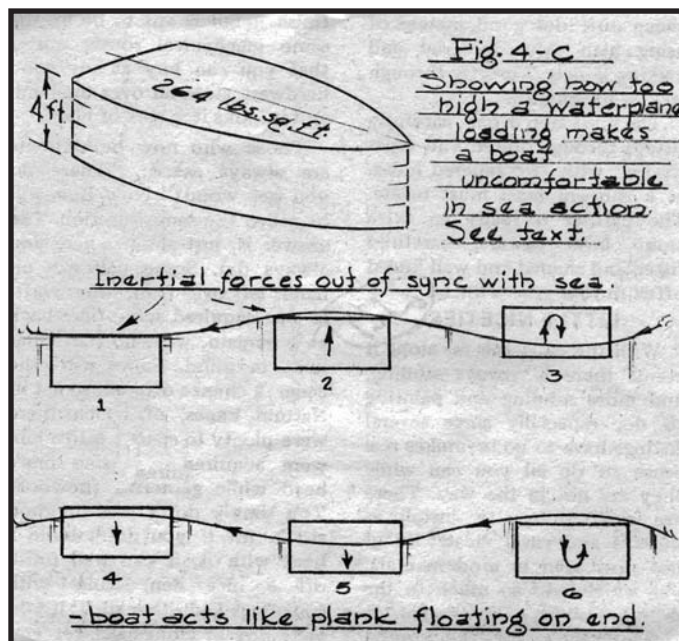 Fig. 4-c
Showing how too
high a waterplane
loading makes
a boat
uncomfortable
in sea action.
See text.
4 ft.
264 lbs. sq. ft.
Inertial forces out of sync with sea.
1
2
3
4
5
6
-boat acts like plank floating on end.